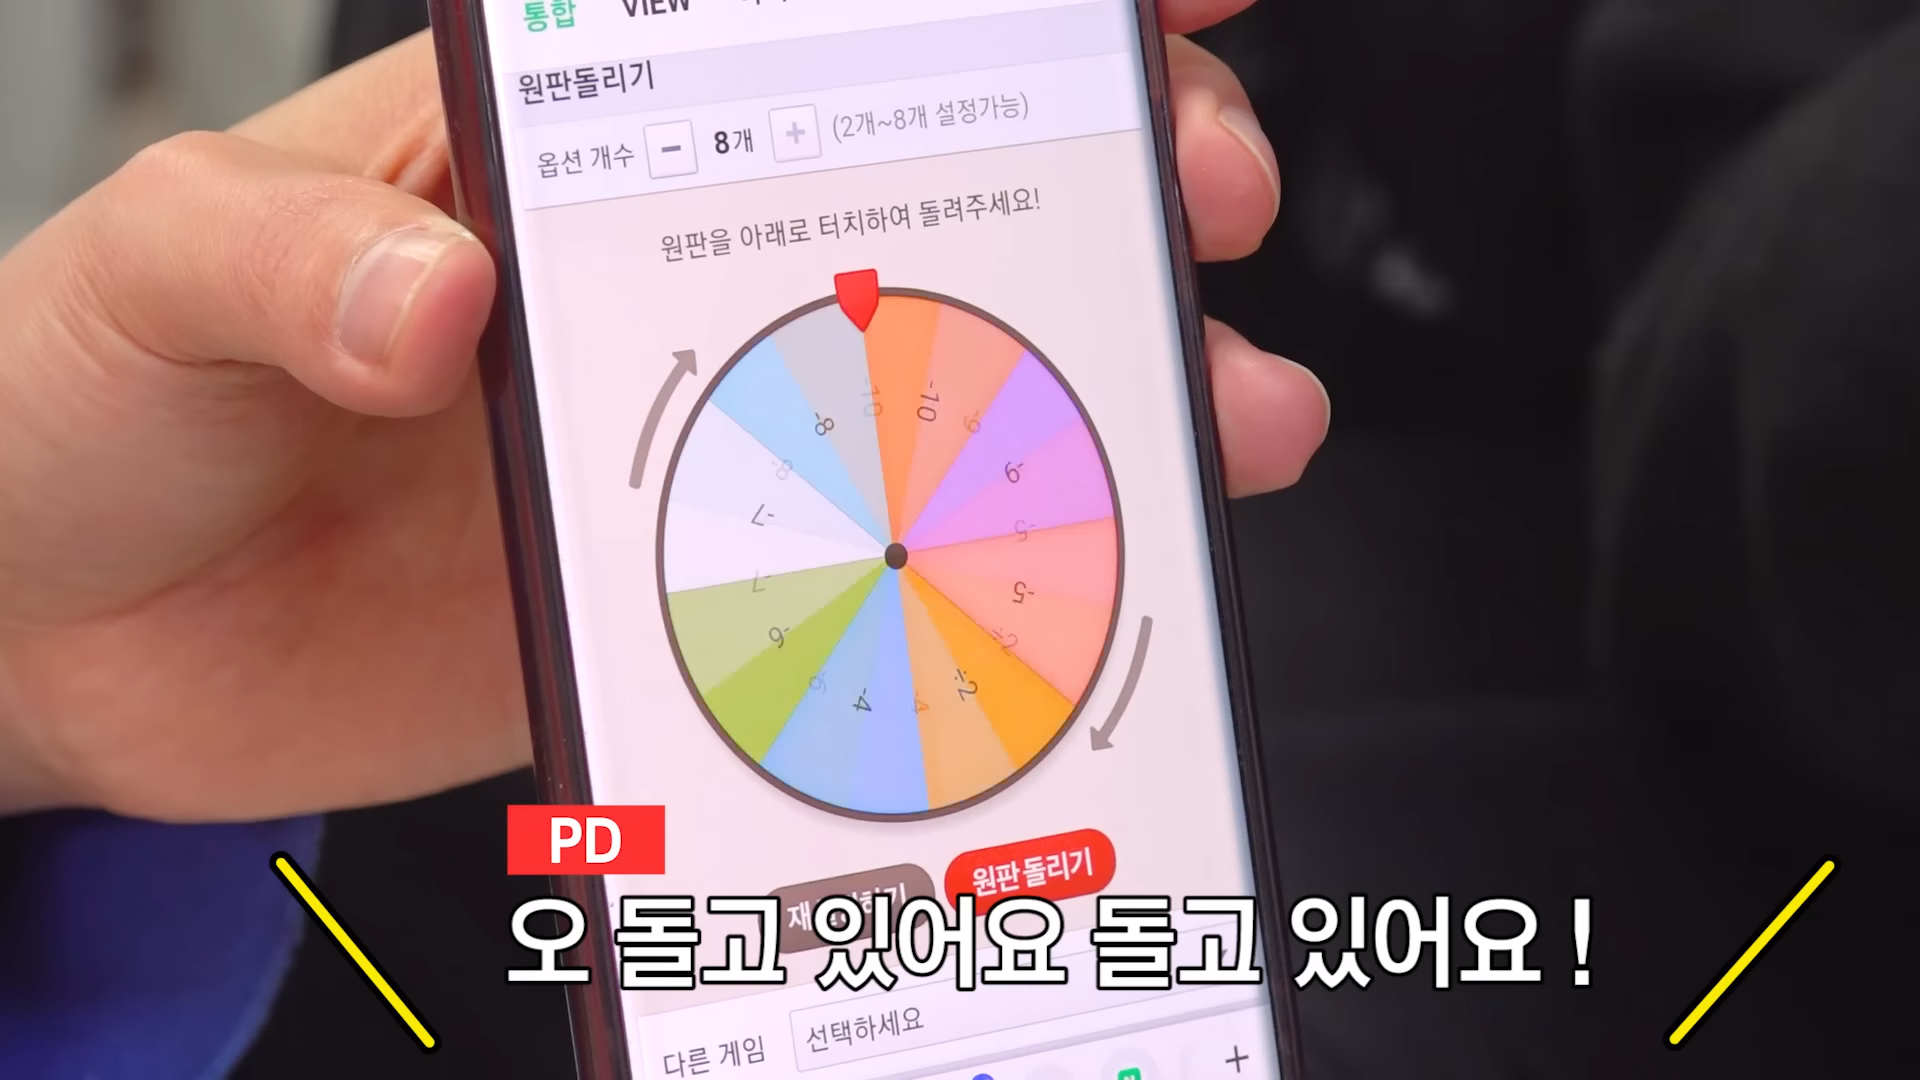 통합 VIEW
원판돌리기
옵션 개수 − 8개 + (2개~8개 설정가능)
원판을 아래로 터치하여 돌려주세요!
-10
-10
-9
-9
-5
-5
÷2
÷2
-4
-4
-6
-6
-7
-7
-8
-8
원판돌리기
PD
오 돌고 있어요 돌고 있어요 !
다른 게임 선택하세요
+
N